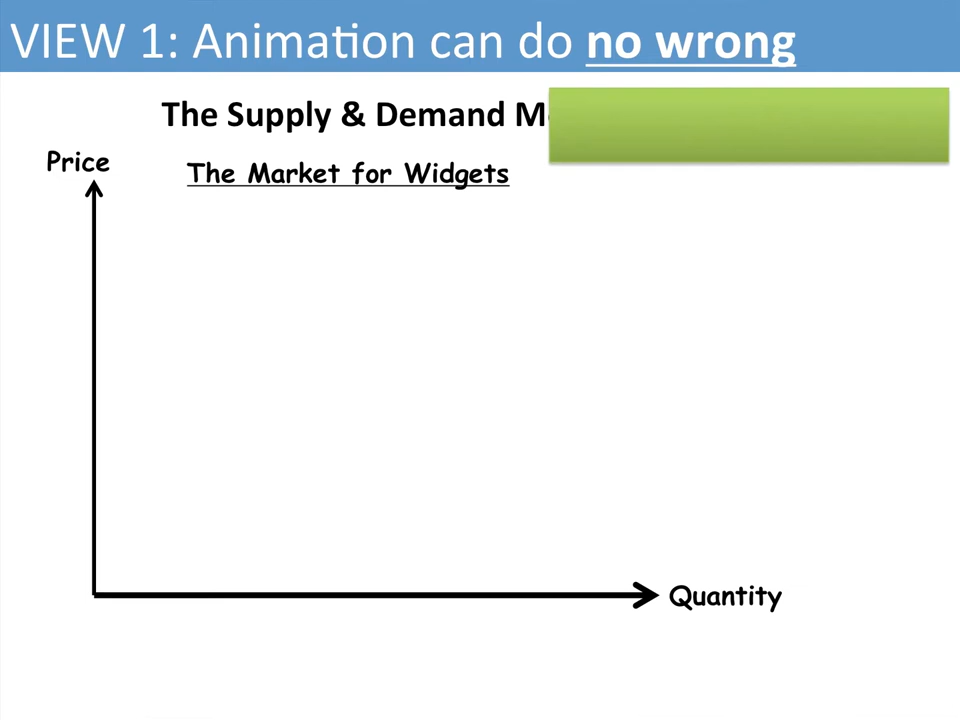 VIEW 1: Animation can do no wrong
The Supply & Demand
Price
The Market for Widgets
Quantity